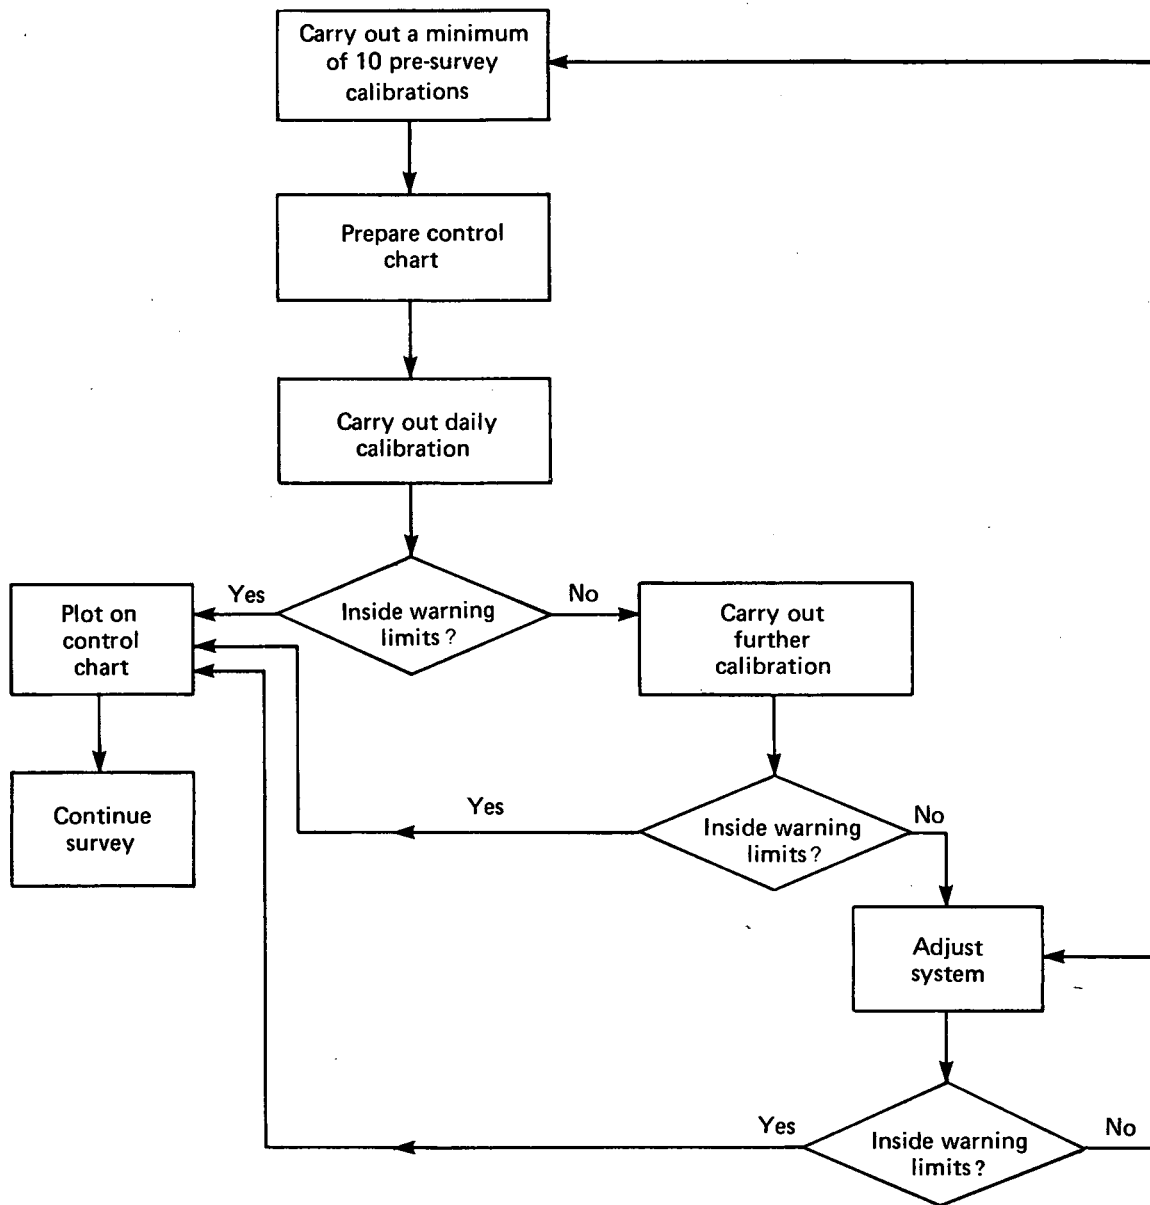 Carry out a minimum
of 10 pre-survey
calibrations
Prepare control
chart
Carry out daily
calibration
Inside warning
limits?
Yes
No
Plot on
control
chart
Carry out
further
calibration
Continue
survey
Inside warning
limits?
Yes
No
Adjust
system
Inside warning
limits?
Yes
No